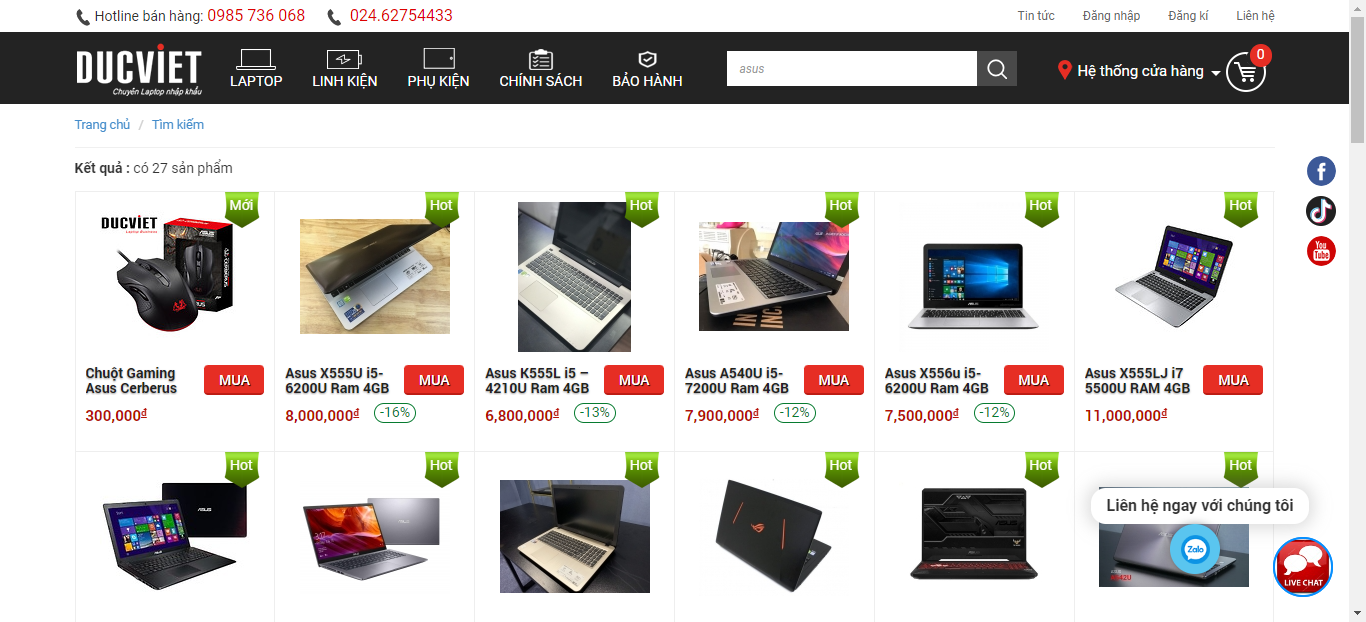 Hotline bán hàng: 0985 736 068 024.62754433
Tin tức Đăng nhập Đăng kí Liên hệ
DUCVIET
Chuyên Laptop nhập khẩu
LAPTOP LINH KIỆN PHỤ KIỆN CHÍNH SÁCH BẢO HÀNH
asus
Hệ thống cửa hàng
0
Trang chủ / Tìm kiếm
Kết quả : có 27 sản phẩm
Mới Hot Hot Hot Hot Hot
DUCVIET
You
Tube
Chuột Gaming
Asus Cerberus
MUA
300,000đ
Asus X555U i5-
6200U Ram 4GB
MUA
8,000,000đ -16%
Asus K555L i5 –
4210U Ram 4GB
MUA
6,800,000đ -13%
Asus A540U i5-
7200U Ram 4GB
MUA
7,900,000đ -12%
Asus X556u i5-
6200U Ram 4GB
MUA
7,500,000đ -12%
Asus X555LJ i7
5500U RAM 4GB
MUA
11,000,000đ
Hot Hot Hot Hot Hot Hot
Liên hệ ngay với chúng tôi
Zalo
LIVE CHAT